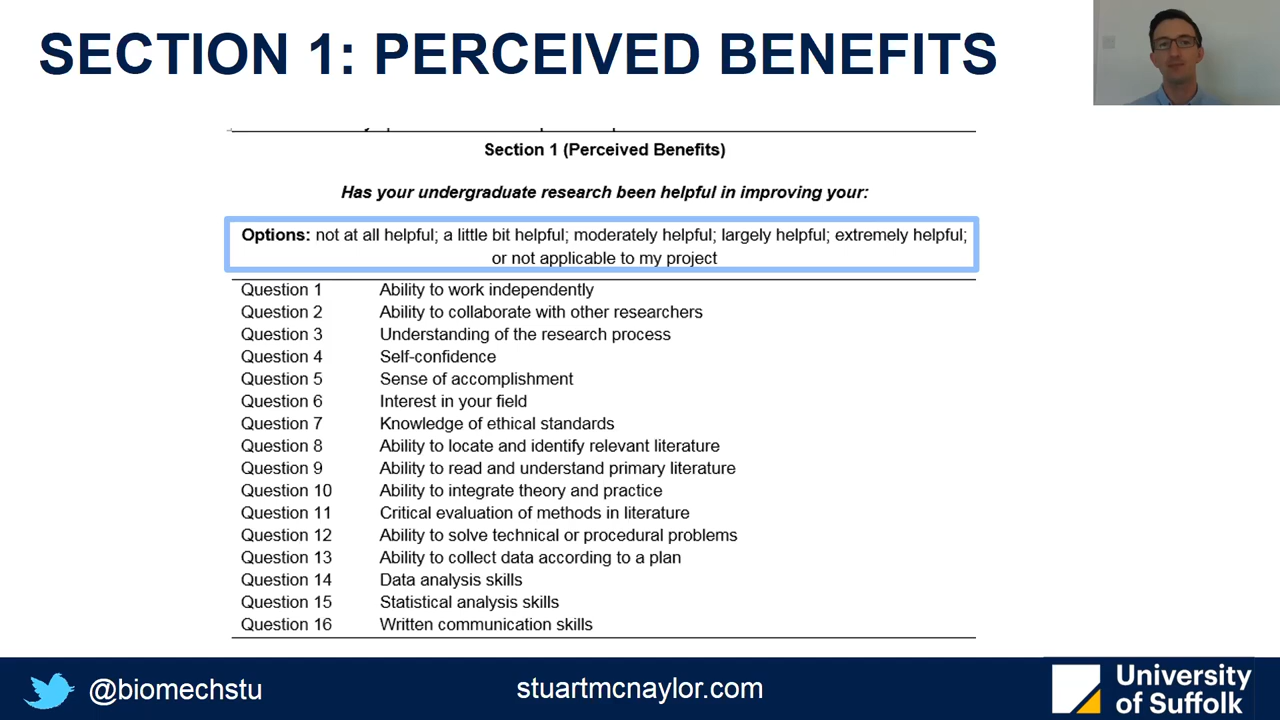 SECTION 1: PERCEIVED BENEFITS
Section 1 (Perceived Benefits)
Has your undergraduate research been helpful in improving your:
Options: not at all helpful; a little bit helpful; moderately helpful; largely helpful; extremely helpful;
or not applicable to my project
Question 1 Ability to work independently
Question 2 Ability to collaborate with other researchers
Question 3 Understanding of the research process
Question 4 Self-confidence
Question 5 Sense of accomplishment
Question 6 Interest in your field
Question 7 Knowledge of ethical standards
Question 8 Ability to locate and identify relevant literature
Question 9 Ability to read and understand primary literature
Question 10 Ability to integrate theory and practice
Question 11 Critical evaluation of methods in literature
Question 12 Ability to solve technical or procedural problems
Question 13 Ability to collect data according to a plan
Question 14 Data analysis skills
Question 15 Statistical analysis skills
Question 16 Written communication skills
@biomechstu
stuartmcnaylor.com
University
of Suffolk